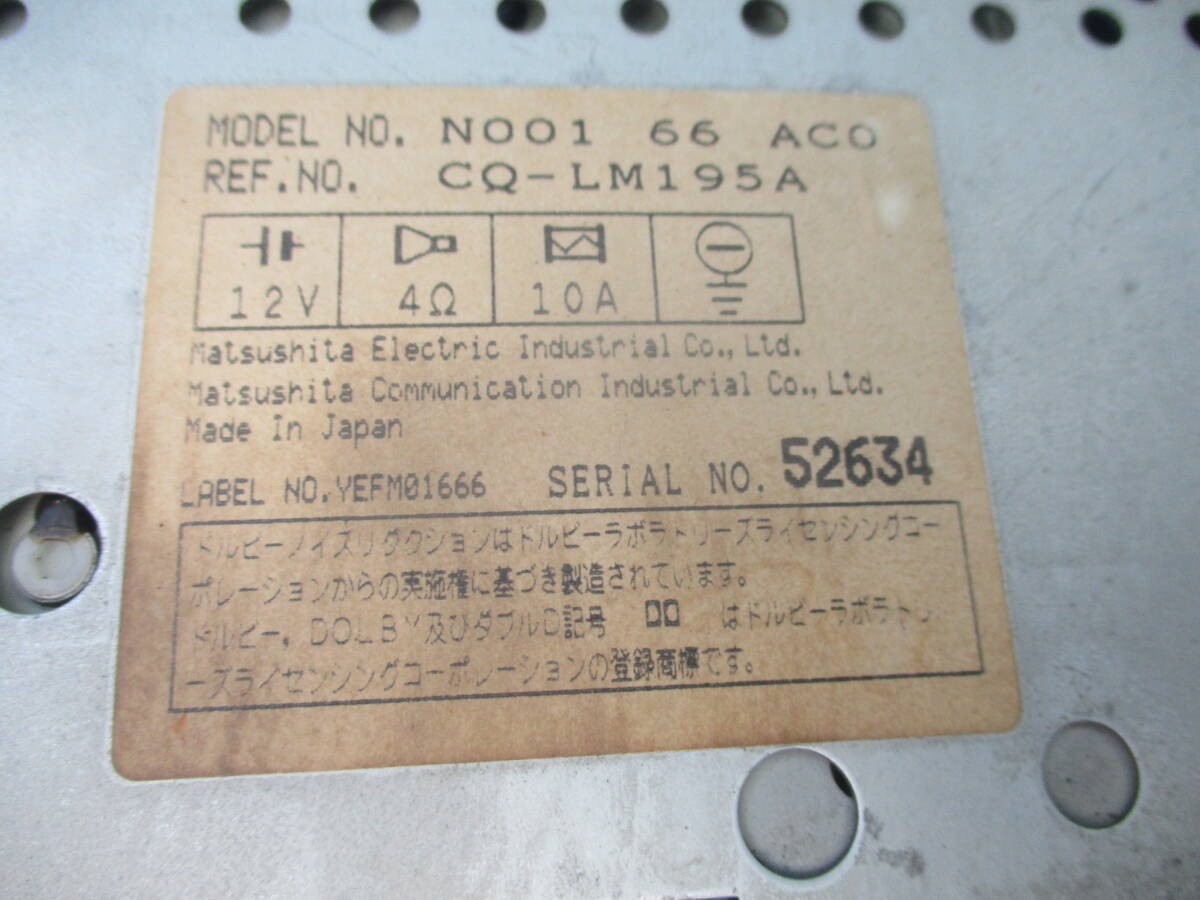 MODEL NO. N001 66 AC0
REF.NO. CQ-LM195A
12V 4Ω 10A
Matsushita Electric Industrial Co., Ltd.
Matsushita Communication Industrial Co., Ltd.
Made In Japan
LABEL NO.YEFM01666 SERIAL NO. 52634
ドルビーノイズリダクションはドルビーラボラトリーズライセンシングコー
ポレーションからの実施権に基づき製造されています。
ドルビー, DOLBY及びダブルD記号 はドルビーラボラトリ
ーズライセンシングコーポレーションの登録商標です。